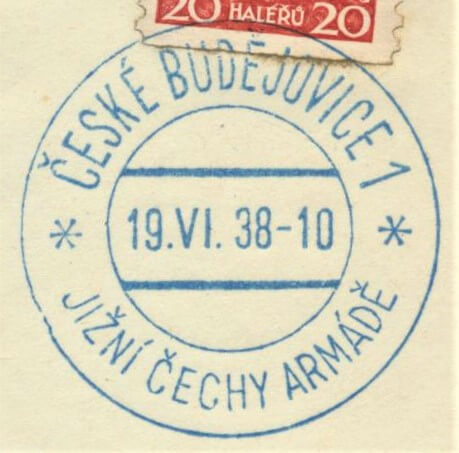 20 HALÉŘŮ 20
ČESKÉ BUDĚJOVICE 1
* 19.VI. 38-10 *
JIŽNÍ ČECHY ARMÁDĚ